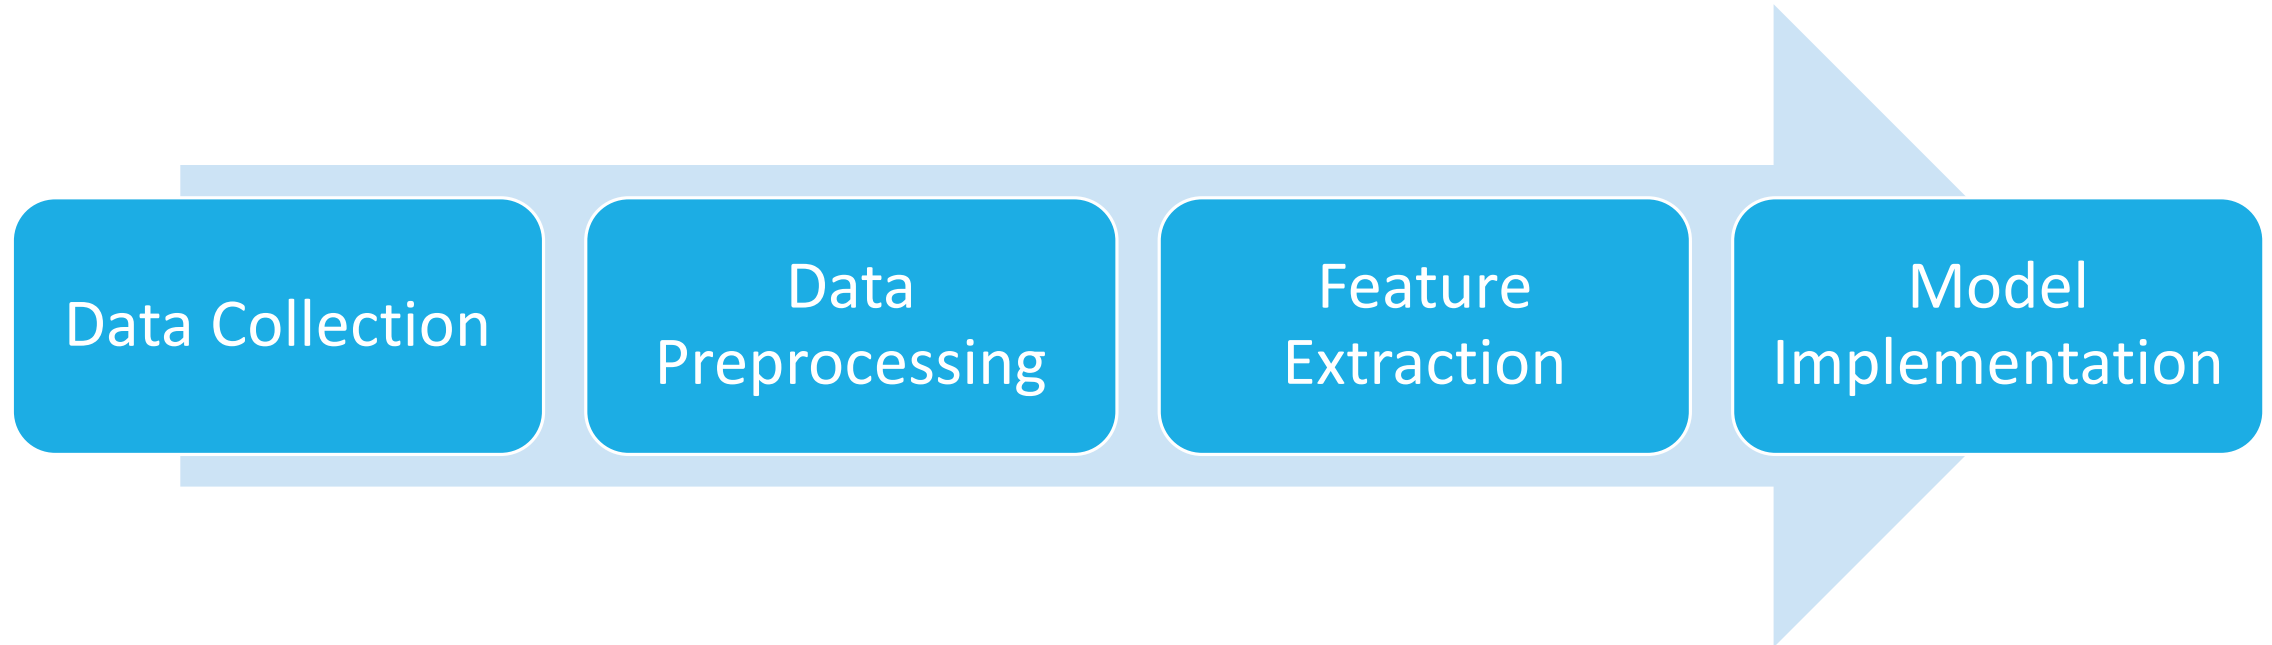 Data Collection
Data
Preprocessing
Feature
Extraction
Model
Implementation